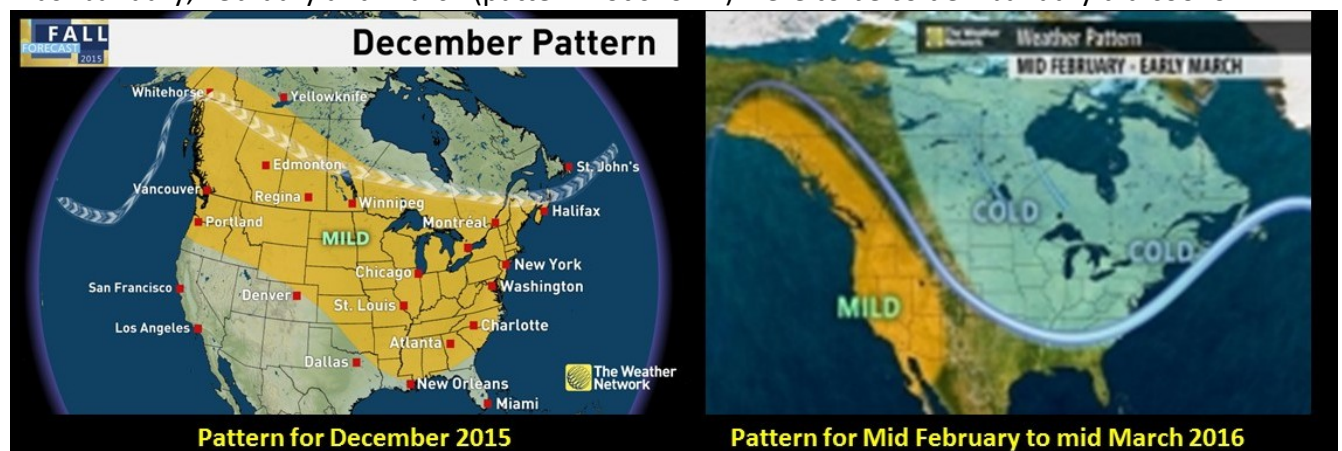 FALL
FORECAST
2015
December Pattern
Whitehorse
Yellowknife
Edmonton
St. John's
Vancouver
Regina
Winnipeg
Halifax
Portland
Montréal
MILD
Chicago
New York
San Francisco
Denver
St. Louis
Washington
Los Angeles
Charlotte
Atlanta
Dallas
The Weather
Network
New Orleans
Miami
Weather Pattern
MID FEBRUARY - EARLY MARCH
COLD
COLD
MILD
Pattern for December 2015
Pattern for Mid February to mid March 2016